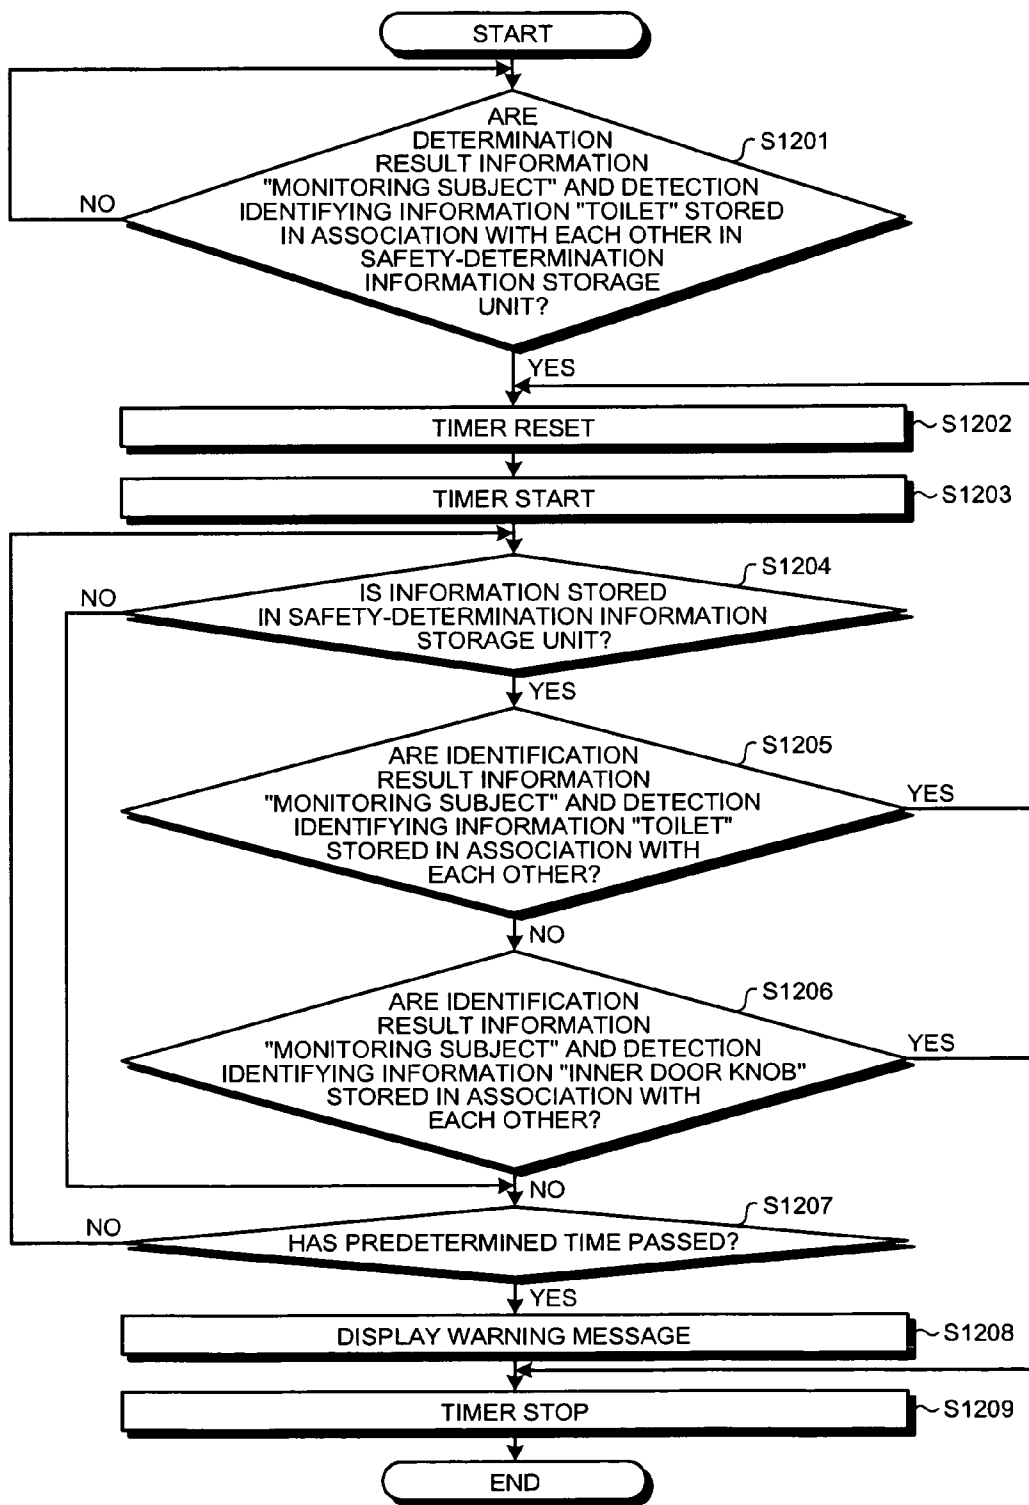 START
ARE
DETERMINATION
RESULT INFORMATION
"MONITORING SUBJECT" AND DETECTION
IDENTIFYING INFORMATION "TOILET" STORED
IN ASSOCIATION WITH EACH OTHER IN
SAFETY-DETERMINATION
INFORMATION STORAGE
UNIT?
S1201
NO
YES
TIMER RESET
S1202
TIMER START
S1203
IS INFORMATION STORED
IN SAFETY-DETERMINATION INFORMATION
STORAGE UNIT?
S1204
NO
YES
ARE IDENTIFICATION
RESULT INFORMATION
"MONITORING SUBJECT" AND DETECTION
IDENTIFYING INFORMATION "TOILET"
STORED IN ASSOCIATION WITH
EACH OTHER?
S1205
YES
NO
ARE IDENTIFICATION
RESULT INFORMATION
"MONITORING SUBJECT" AND DETECTION
IDENTIFYING INFORMATION "INNER DOOR KNOB"
STORED IN ASSOCIATION WITH
EACH OTHER?
S1206
YES
NO
HAS PREDETERMINED TIME PASSED?
S1207
NO
YES
DISPLAY WARNING MESSAGE
S1208
TIMER STOP
S1209
END